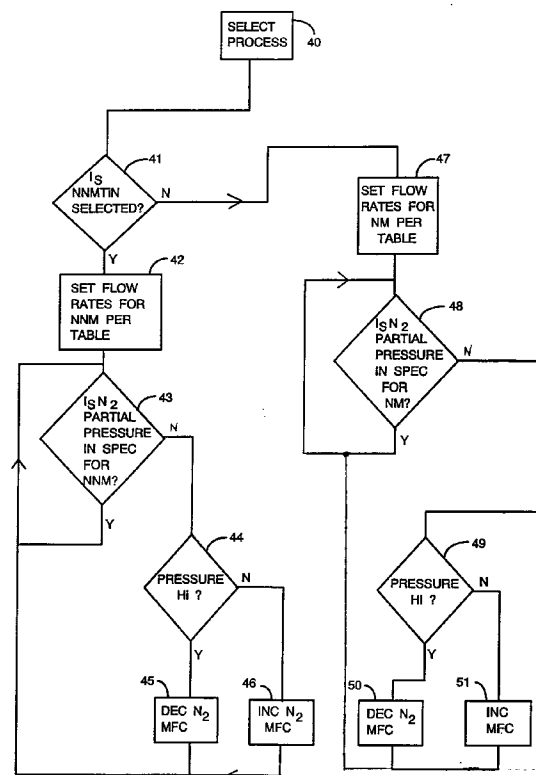 SELECT
PROCESS
40
41
IS
NNMTIN
SELECTED?
N
Y
42
SET FLOW
RATES FOR
NNM PER
TABLE
43
IS N2
PARTIAL
PRESSURE
IN SPEC
FOR
NNM?
N
Y
44
PRESSURE
Hi ?
N
Y
45
DEC N2
MFC
46
INC N2
MFC
47
SET FLOW
RATES FOR
NM PER
TABLE
48
IS N2
PARTIAL
PRESSURE
IN SPEC
FOR NM?
N
Y
49
PRESSURE
HI ?
N
Y
50
DEC N2
MFC
51
INC
MFC